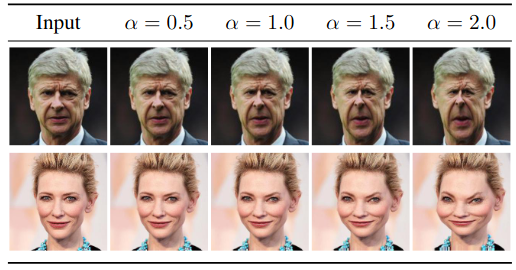 Input α = 0.5 α = 1.0 α = 1.5 α = 2.0